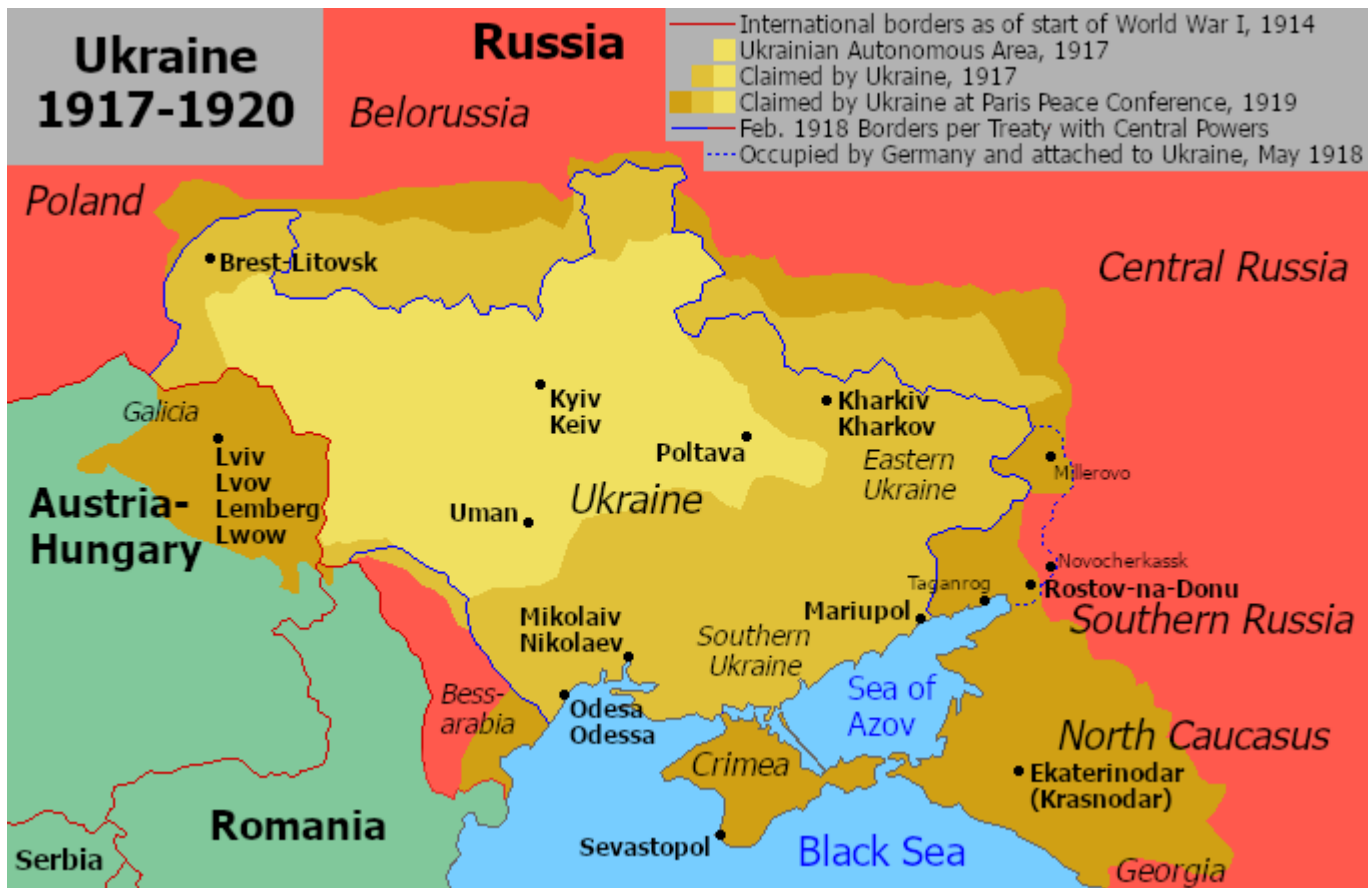 Ukraine
1917-1920
Russia
International borders as of start of World War I, 1914
Ukrainian Autonomous Area, 1917
Claimed by Ukraine, 1917
Claimed by Ukraine at Paris Peace Conference, 1919
Feb. 1918 Borders per Treaty with Central Powers
Occupied by Germany and attached to Ukraine, May 1918
Belorussia
Poland
Brest-Litovsk
Central Russia
Galicia
Kyiv
Keiv
Kharkiv
Kharkov
Poltava
Lviv
Lvov
Lemberg
Lwow
Eastern
Ukraine
Millerovo
Austria-
Hungary
Uman
Ukraine
Novocherkassk
Taganrog
Rostov-na-Donu
Mariupol
Southern Russia
Mikolaiv
Nikolaev
Southern
Ukraine
Bess-
arabia
Odesa
Odessa
Sea of
Azov
North Caucasus
Crimea
Ekaterinodar
(Krasnodar)
Romania
Sevastopol
Black Sea
Serbia
Georgia